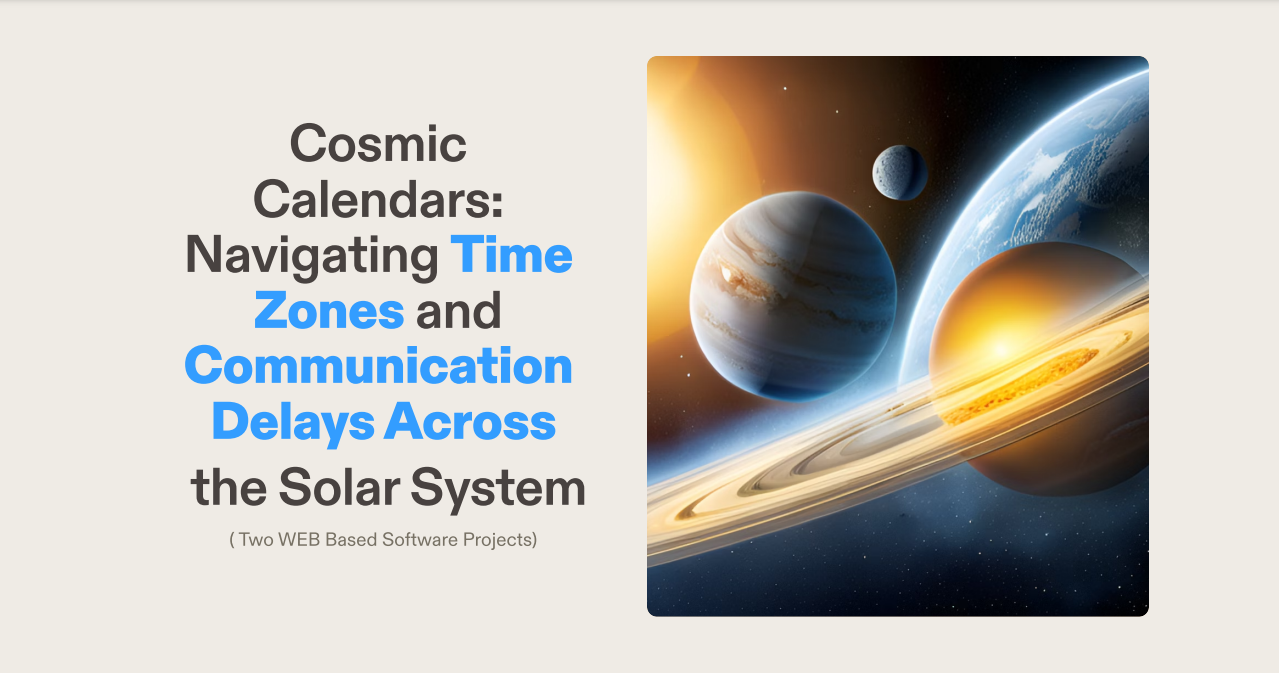 Cosmic
Calendars:
Navigating Time
Zones and
Communication
Delays Across
the Solar System
( Two WEB Based Software Projects)